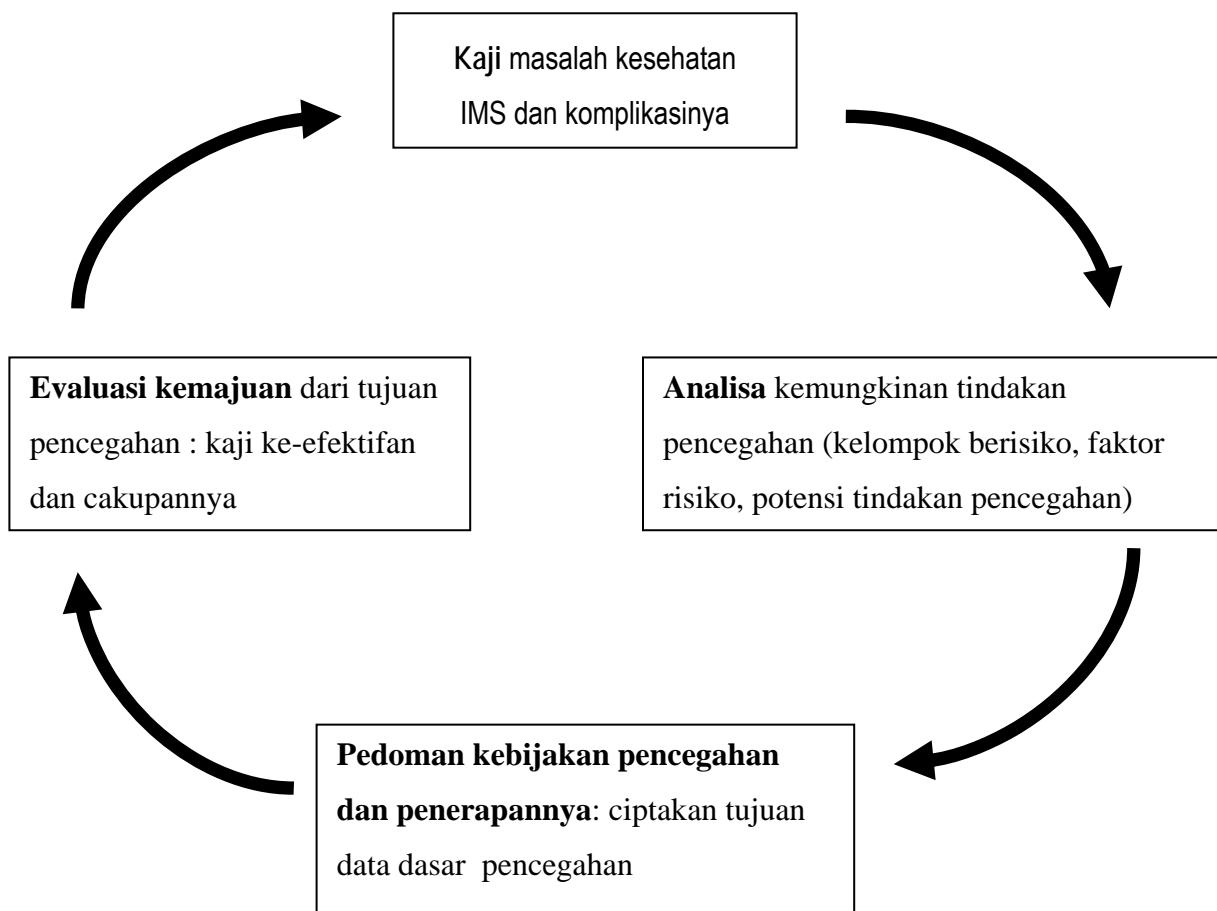 Kaji masalah kesehatan
IMS dan komplikasinya
Analisa kemungkinan tindakan
pencegahan (kelompok berisiko, faktor
risiko, potensi tindakan pencegahan)
Pedoman kebijakan pencegahan
dan penerapannya: ciptakan tujuan
data dasar pencegahan
Evaluasi kemajuan dari tujuan
pencegahan : kaji ke-efektifan
dan cakupannya